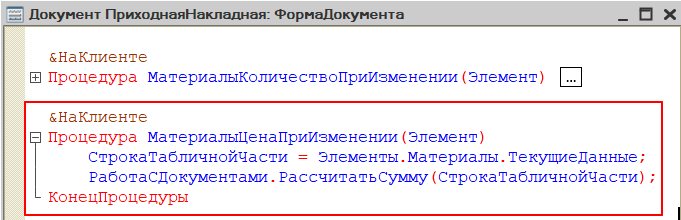 Документ ПриходнаяНакладная: ФормаДокумента
&НаКлиенте
Процедура МатериалыКоличествоПриИзменении(Элемент) ...
&НаКлиенте
Процедура МатериалыЦенаПриИзменении(Элемент)
СтрокаТабличнойЧасти = Элементы.Материалы.ТекущиеДанные;
РаботаСДокументами.РассчитатьСумму(СтрокаТабличнойЧасти);
КонецПроцедуры